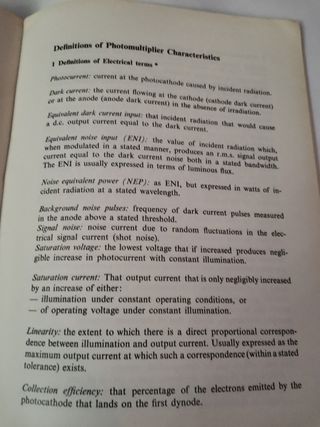 Definitions of Photomultiplier Characteristics
1 Definitions of Electrical terms *
Photocurrent: current at the photocathode caused by incident radiation.
Dark current: the current flowing at the cathode (cathode dark current)
or at the anode (anode dark current) in the absence of irradiation.
Equivalent dark current input: that incident radiation that would cause
a d.c. output current equal to the dark current.
Equivalent noise input (ENI): the value of incident radiation which,
when modulated in a stated manner, produces an r.m.s. signal output
current equal to the dark current noise both in a stated bandwidth.
The ENI is usually expressed in terms of luminous flux.
Noise equivalent power (NEP): as ENI, but expressed in watts of in-
cident radiation at a stated wavelength.
Background noise pulses: frequency of dark current pulses measured
in the anode above a stated threshold.
Signal noise: noise current due to random fluctuations in the elec-
trical signal current (shot noise).
Saturation voltage: the lowest voltage that if increased produces negli-
gible increase in photocurrent with constant illumination.
Saturation current: That output current that is only negligibly increased
by an increase of either:
— illumination under constant operating conditions, or
— of operating voltage under constant illumination.
Linearity: the extent to which there is a direct proportional correspon-
dence between illumination and output current. Usually expressed as the
maximum output current at which such a correspondence (within a stated
tolerance) exists.
Collection efficiency: that percentage of the electrons emitted by the
photocathode that lands on the first dynode.